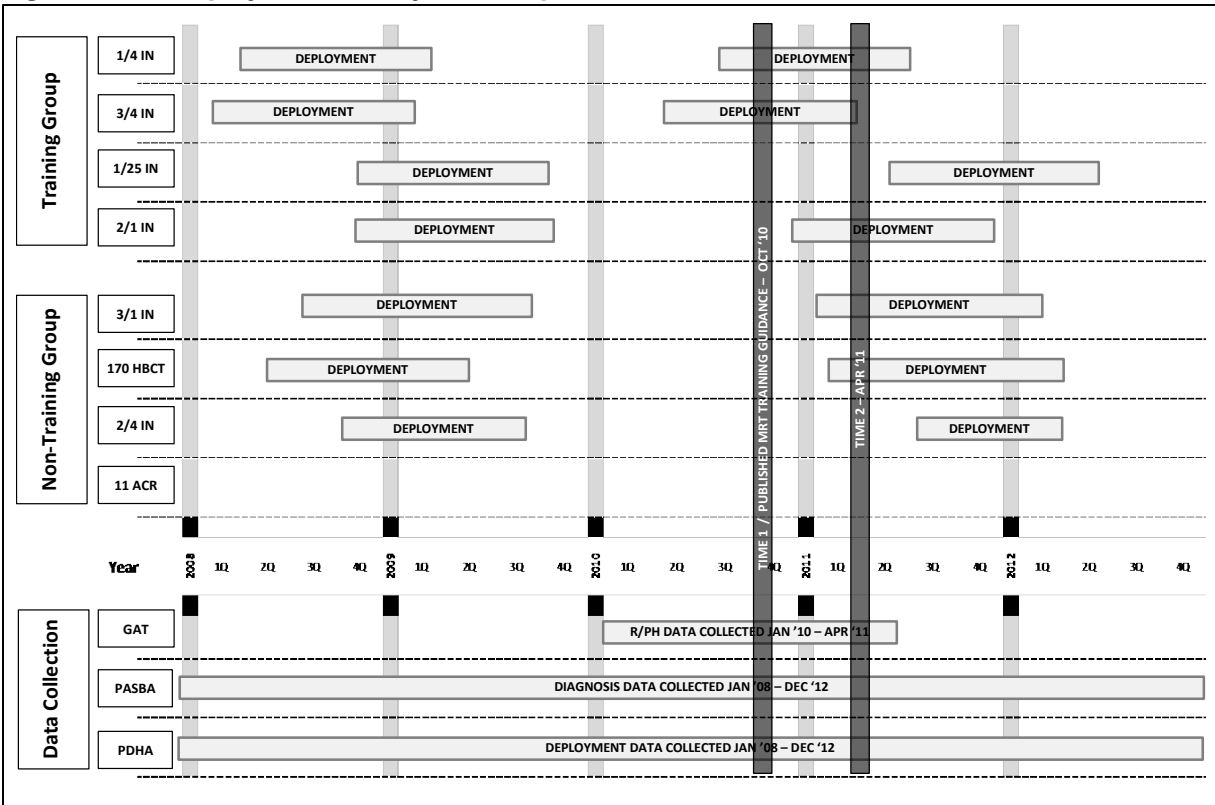 Training Group
1/4 IN
DEPLOYMENT
DEPLOYMENT
3/4 IN
DEPLOYMENT
DEPLOYMENT
1/25 IN
DEPLOYMENT
DEPLOYMENT
2/1 IN
DEPLOYMENT
DEPLOYMENT
Non-Training Group
3/1 IN
DEPLOYMENT
DEPLOYMENT
170 HBCT
DEPLOYMENT
DEPLOYMENT
2/4 IN
DEPLOYMENT
DEPLOYMENT
11 ACR
TIME 1 / PUBLISHED MRT TRAINING GUIDANCE – OCT ‘10
TIME 2 – APR ‘11
Year 2008 1Q 2Q 3Q 4Q 2009 1Q 2Q 3Q 4Q 2010 1Q 2Q 3Q 4Q 2011 1Q 2Q 3Q 4Q 2012 1Q 2Q 3Q 4Q
Data Collection
GAT
R/PH DATA COLLECTED JAN ‘10 – APR ‘11
PASBA
DIAGNOSIS DATA COLLECTED JAN ‘08 – DEC ‘12
PDHA
DEPLOYMENT DATA COLLECTED JAN ‘08 – DEC ‘12